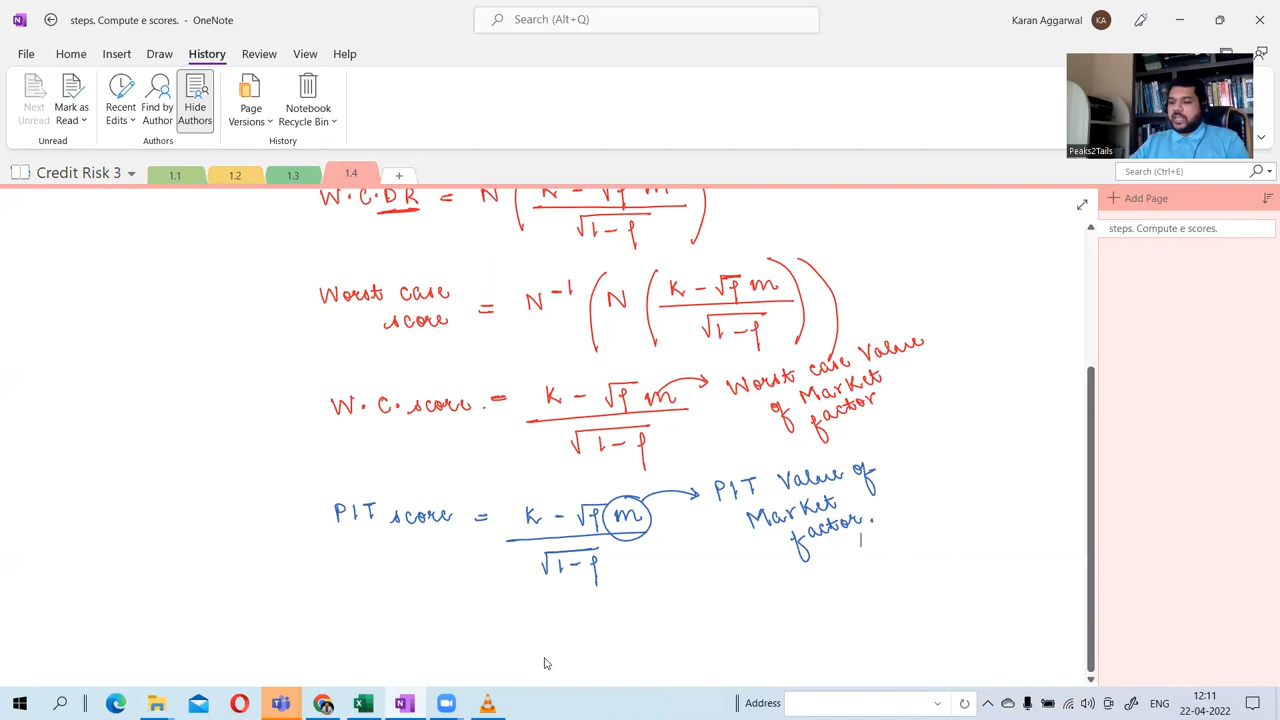 steps. Compute e scores. - OneNote
Search (Alt+Q)
Karan Aggarwal
KA
File Home Insert Draw History Review View Help
Next Unread
Mark as Read
Recent Edits
Find by Author
Hide Authors
Page Versions
Notebook Recycle Bin
Unread
Authors
History
Peaks2Tails
Credit Risk 3
1.1
1.2
1.3
1.4
+
Search (Ctrl+E)
Add Page
steps. Compute e scores.
W.C.DR = N ( K - √ρ m / √1-ρ )
Worst case score = N⁻¹ ( N ( K - √ρ m / √1-ρ ) )
W.C.score = K - √ρ m / √1-ρ
Worst case Value
of Market
factor
PIT score = K - √ρ m / √1-ρ
PIT Value of
Market
factor.
Address
ENG
12:11
22-04-2022